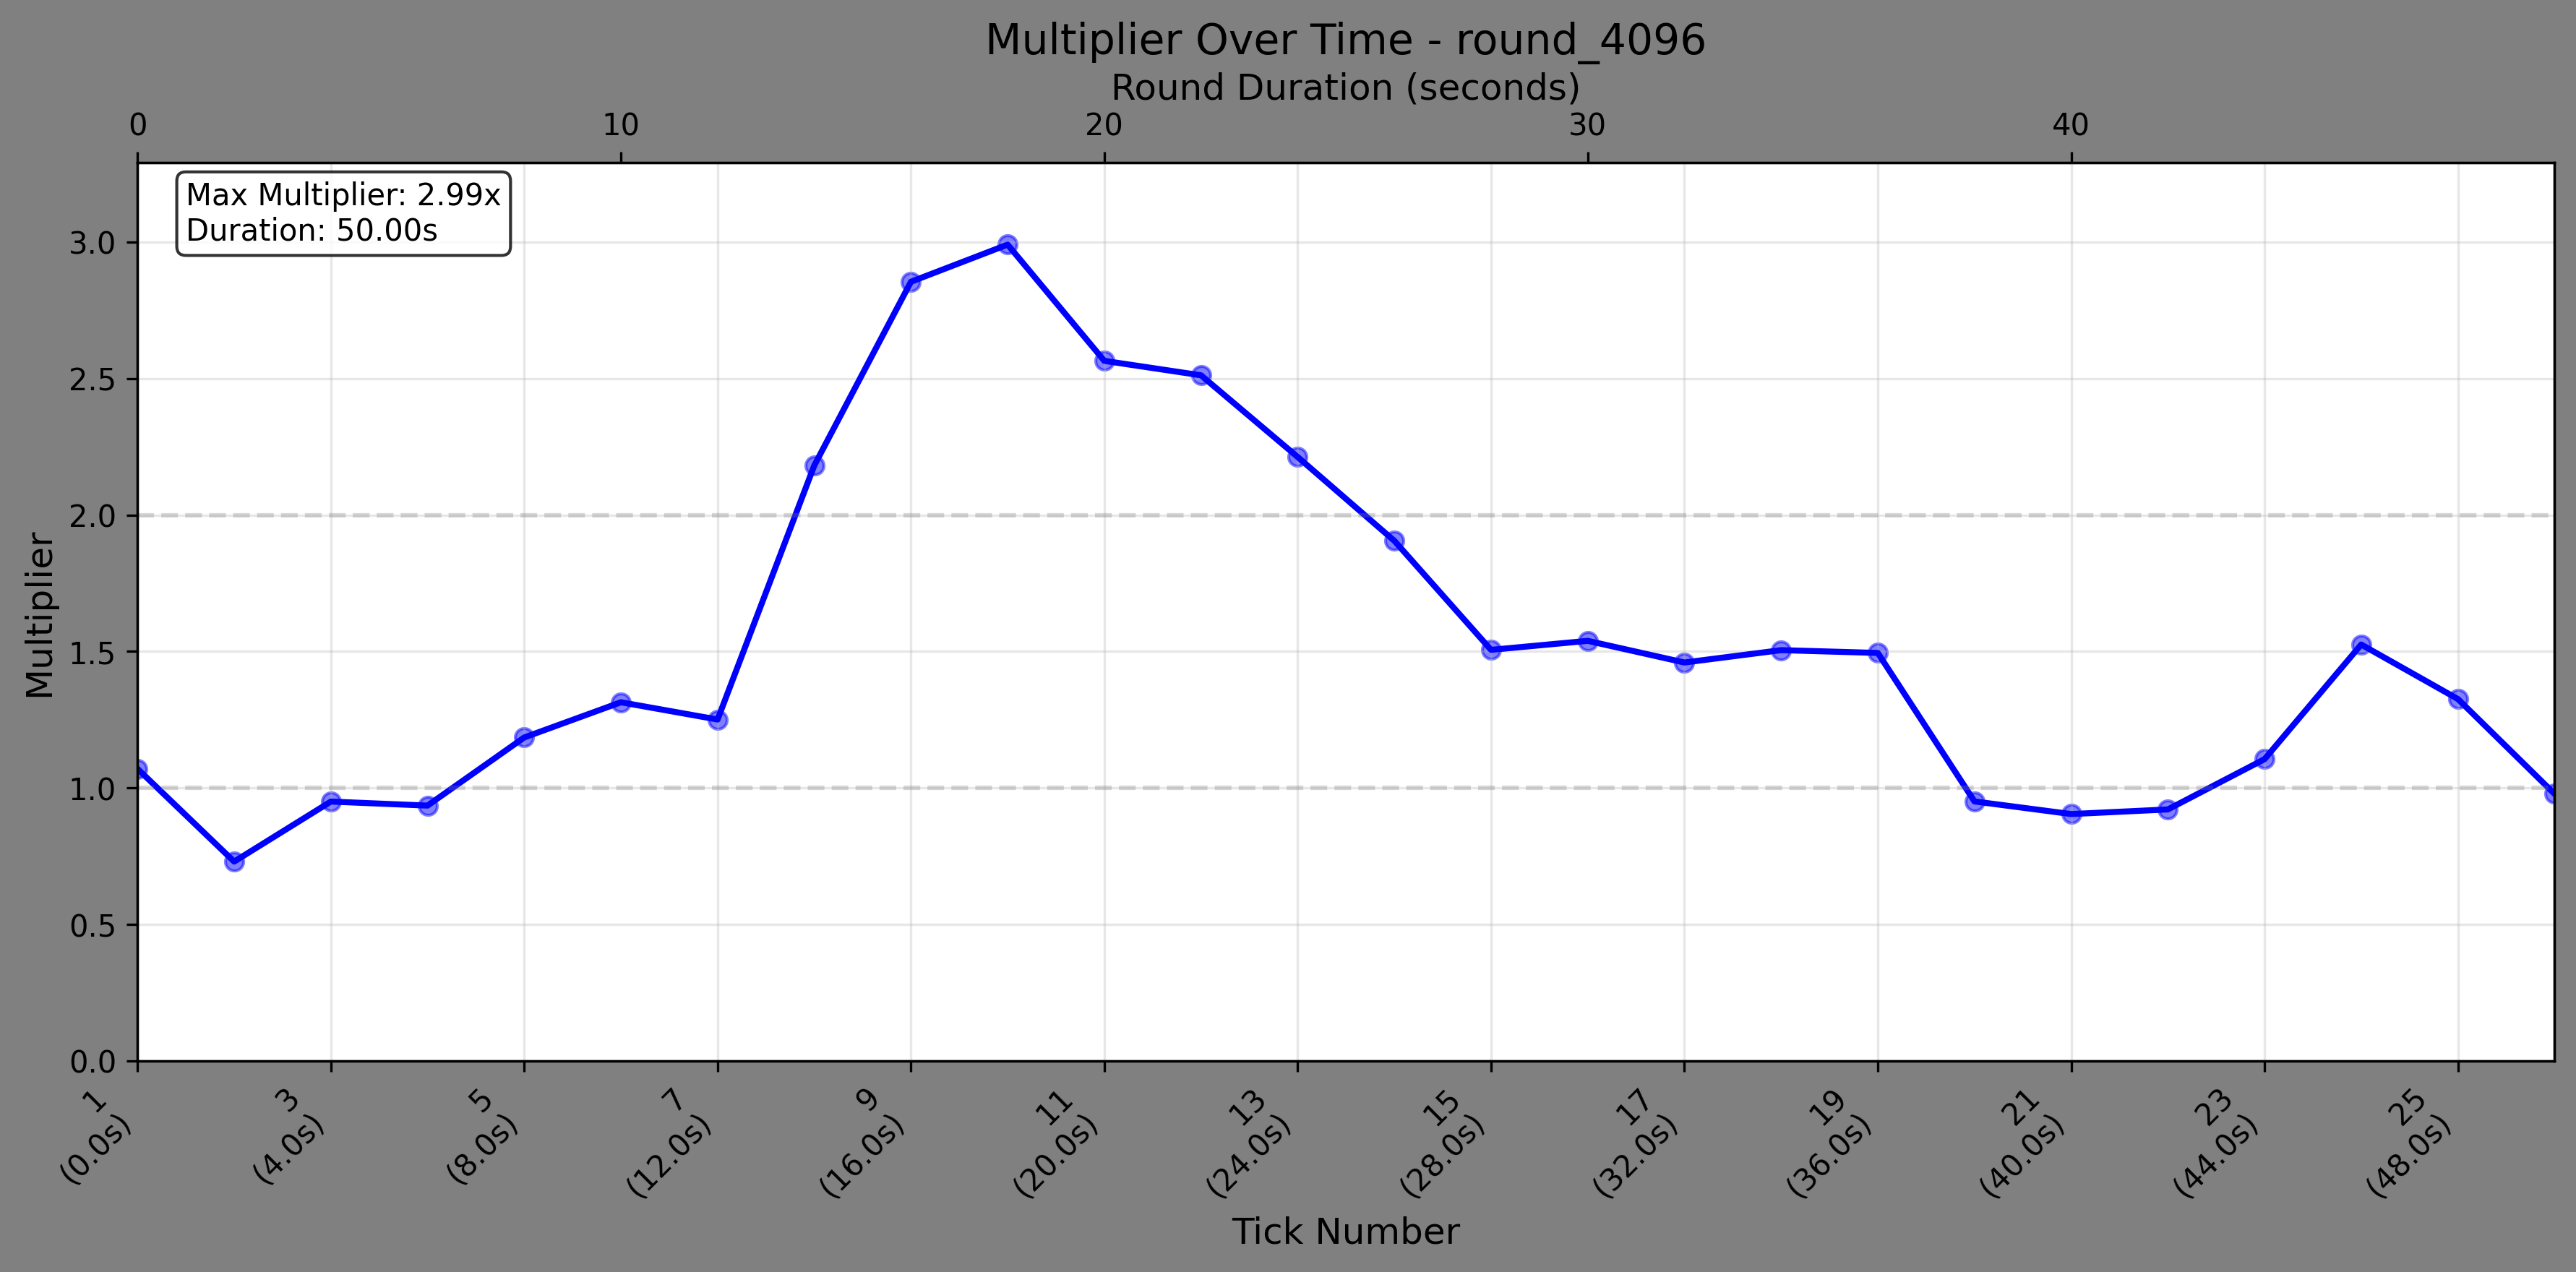 Multiplier Over Time - round_4096
Round Duration (seconds)
0 10 20 30 40
Max Multiplier: 2.99x
Duration: 50.00s
Multiplier
3.0
2.5
2.0
1.5
1.0
0.5
0.0
1
(0.0s)
3
(4.0s)
5
(8.0s)
7
(12.0s)
9
(16.0s)
11
(20.0s)
13
(24.0s)
15
(28.0s)
17
(32.0s)
19
(36.0s)
21
(40.0s)
23
(44.0s)
25
(48.0s)
Tick Number